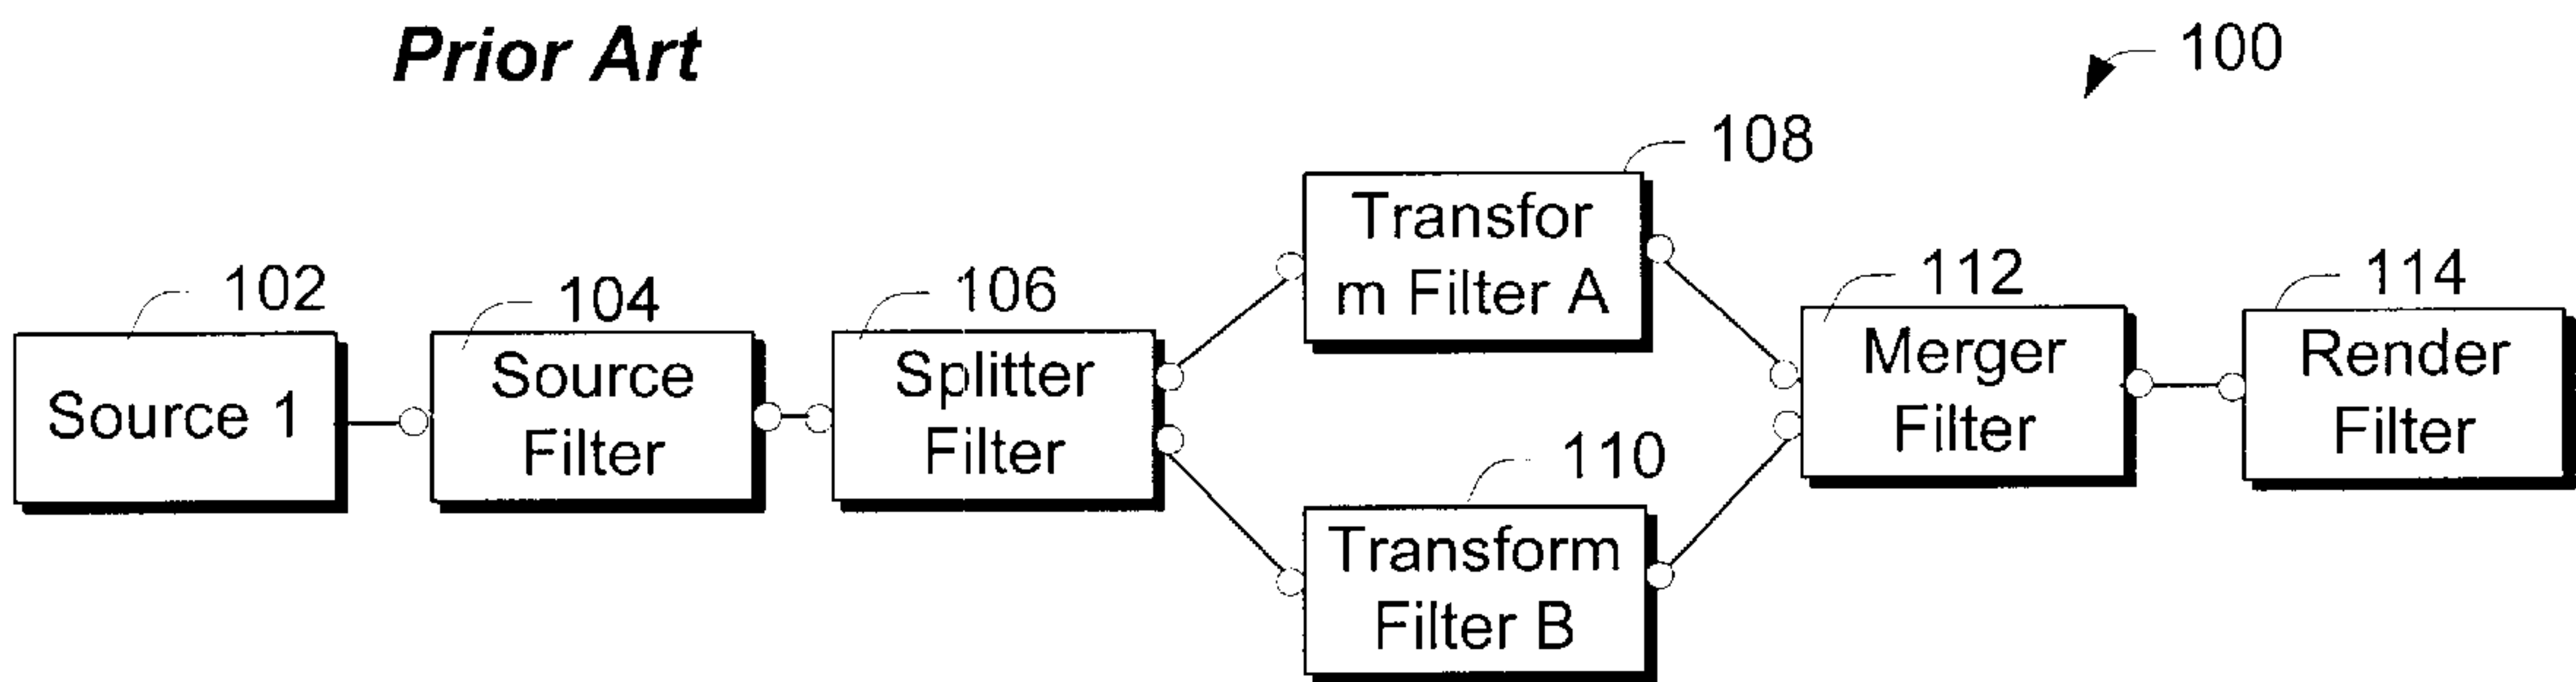 Prior Art
100
102
Source 1
104
Source
Filter
106
Splitter
Filter
108
Transfor
m Filter A
110
Transform
Filter B
112
Merger
Filter
114
Render
Filter